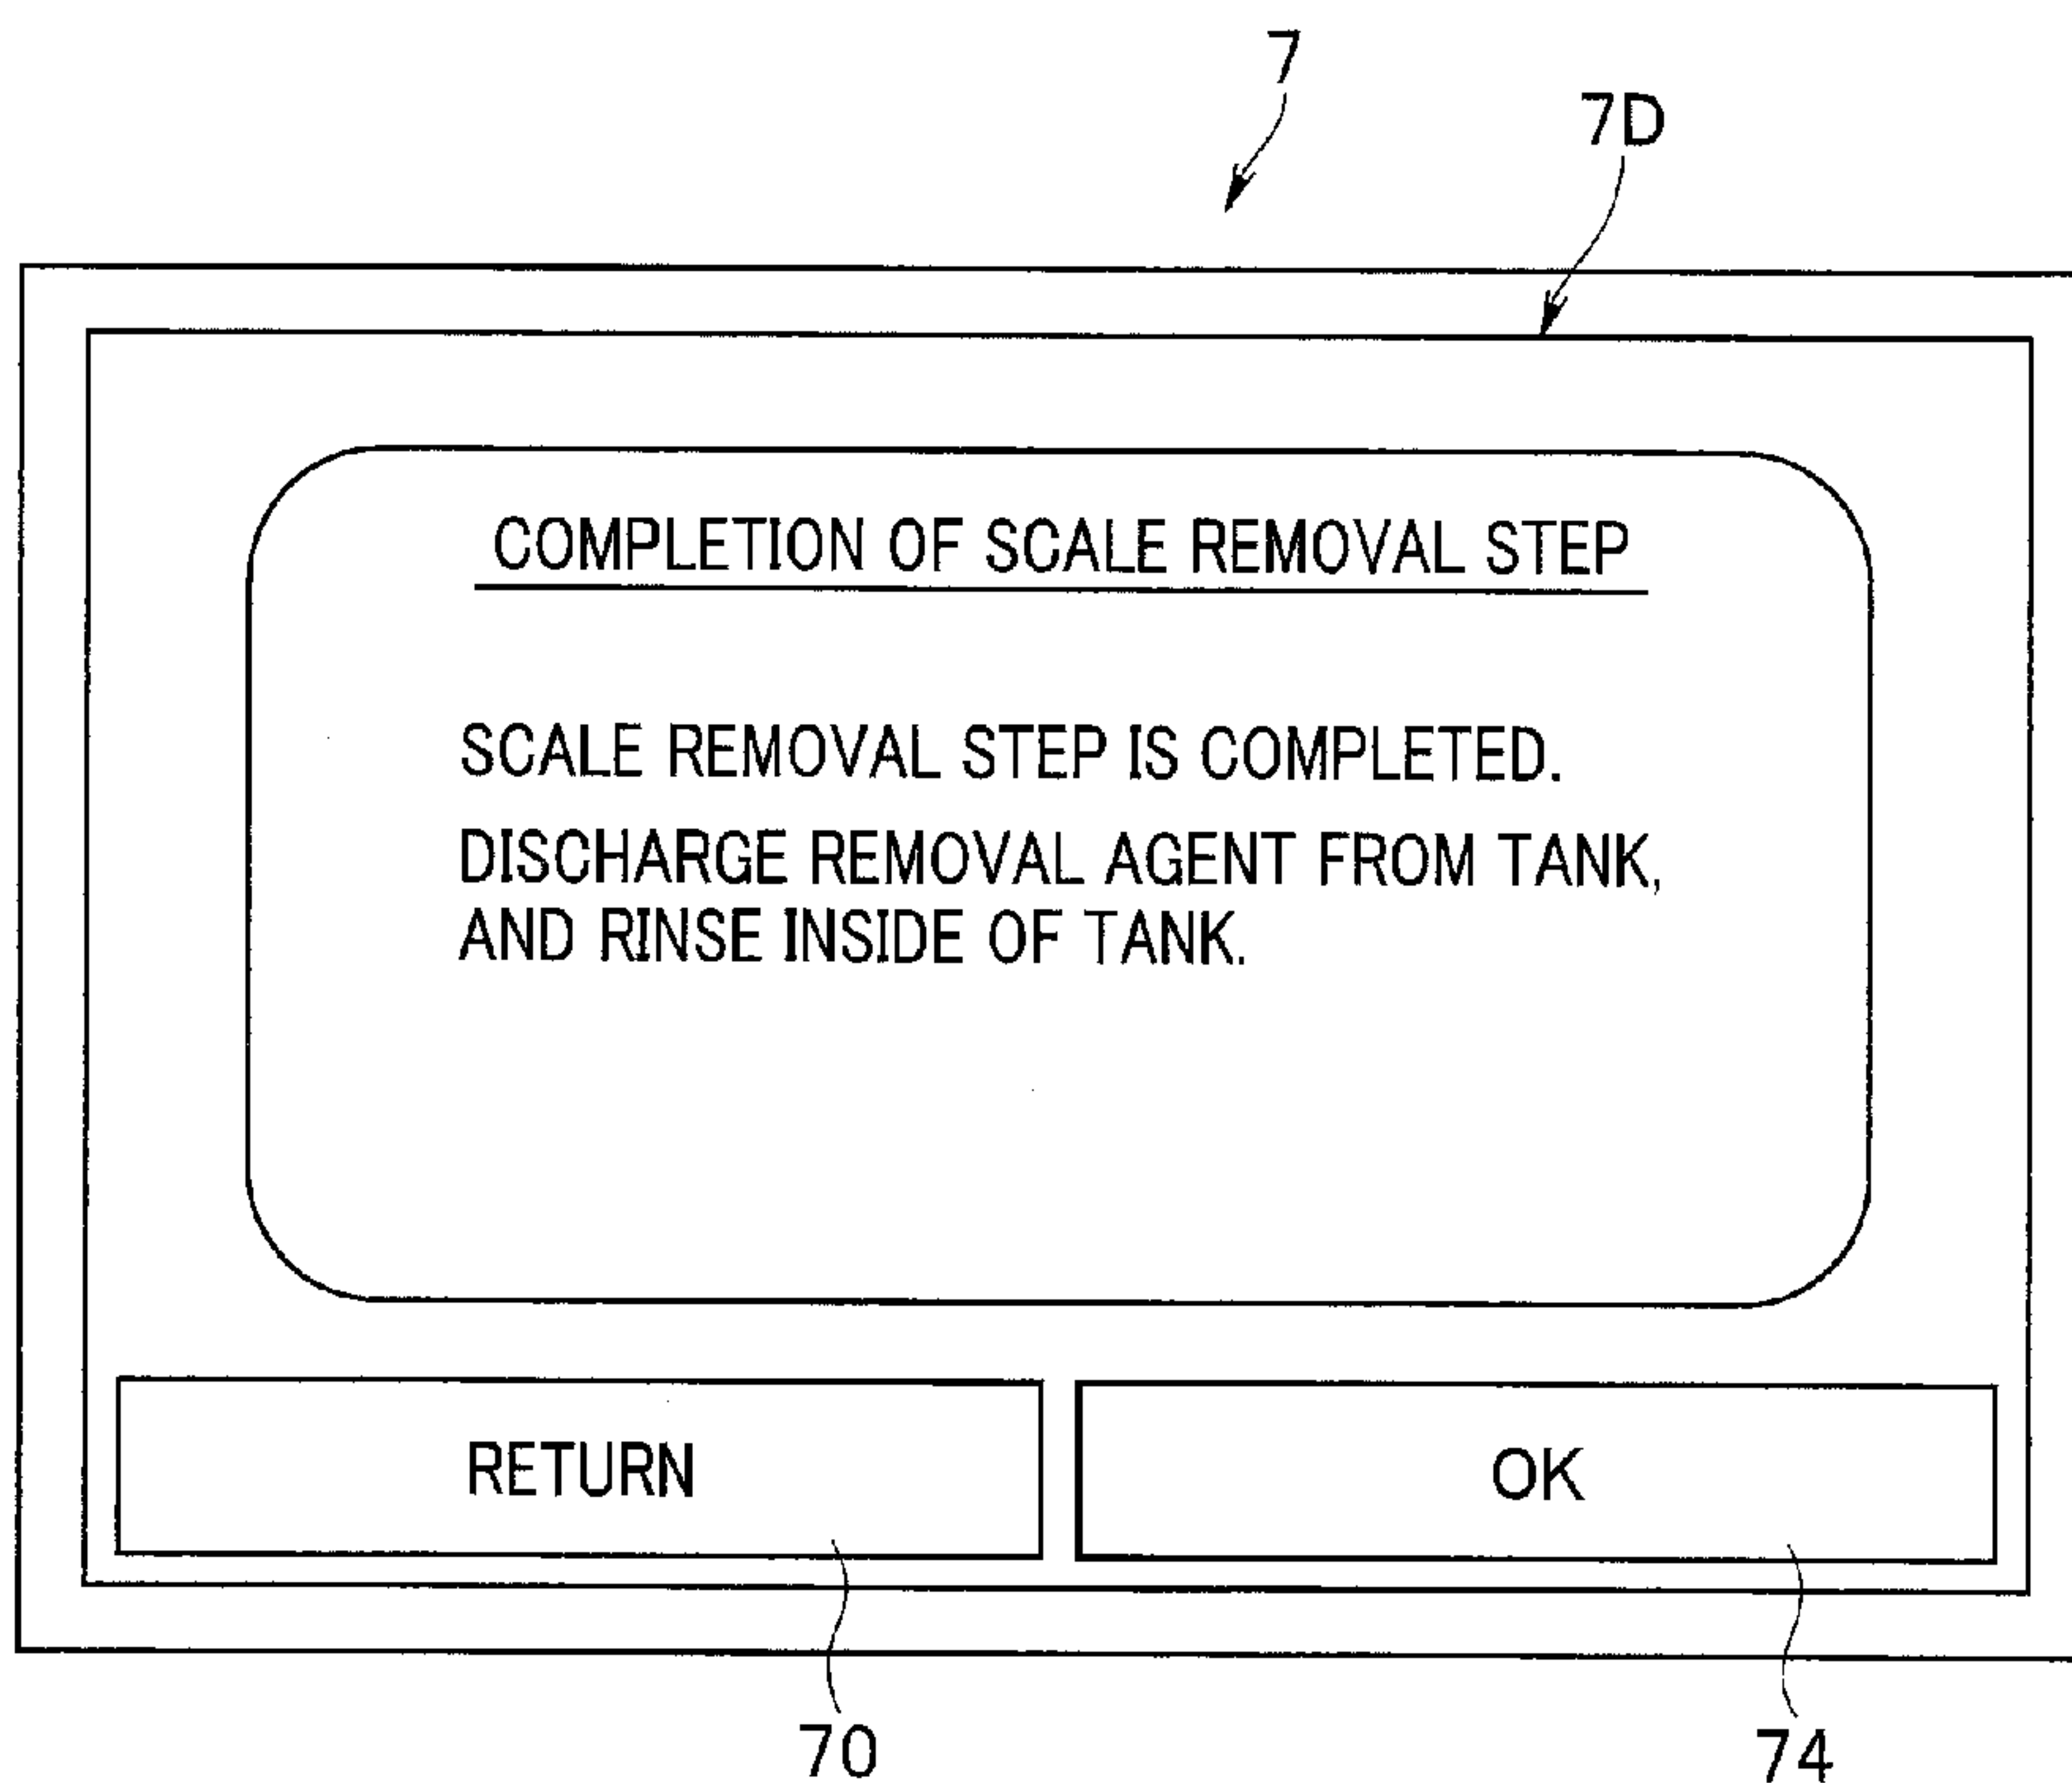 7
7D
COMPLETION OF SCALE REMOVAL STEP
SCALE REMOVAL STEP IS COMPLETED.
DISCHARGE REMOVAL AGENT FROM TANK,
AND RINSE INSIDE OF TANK.
RETURN
OK
70
74